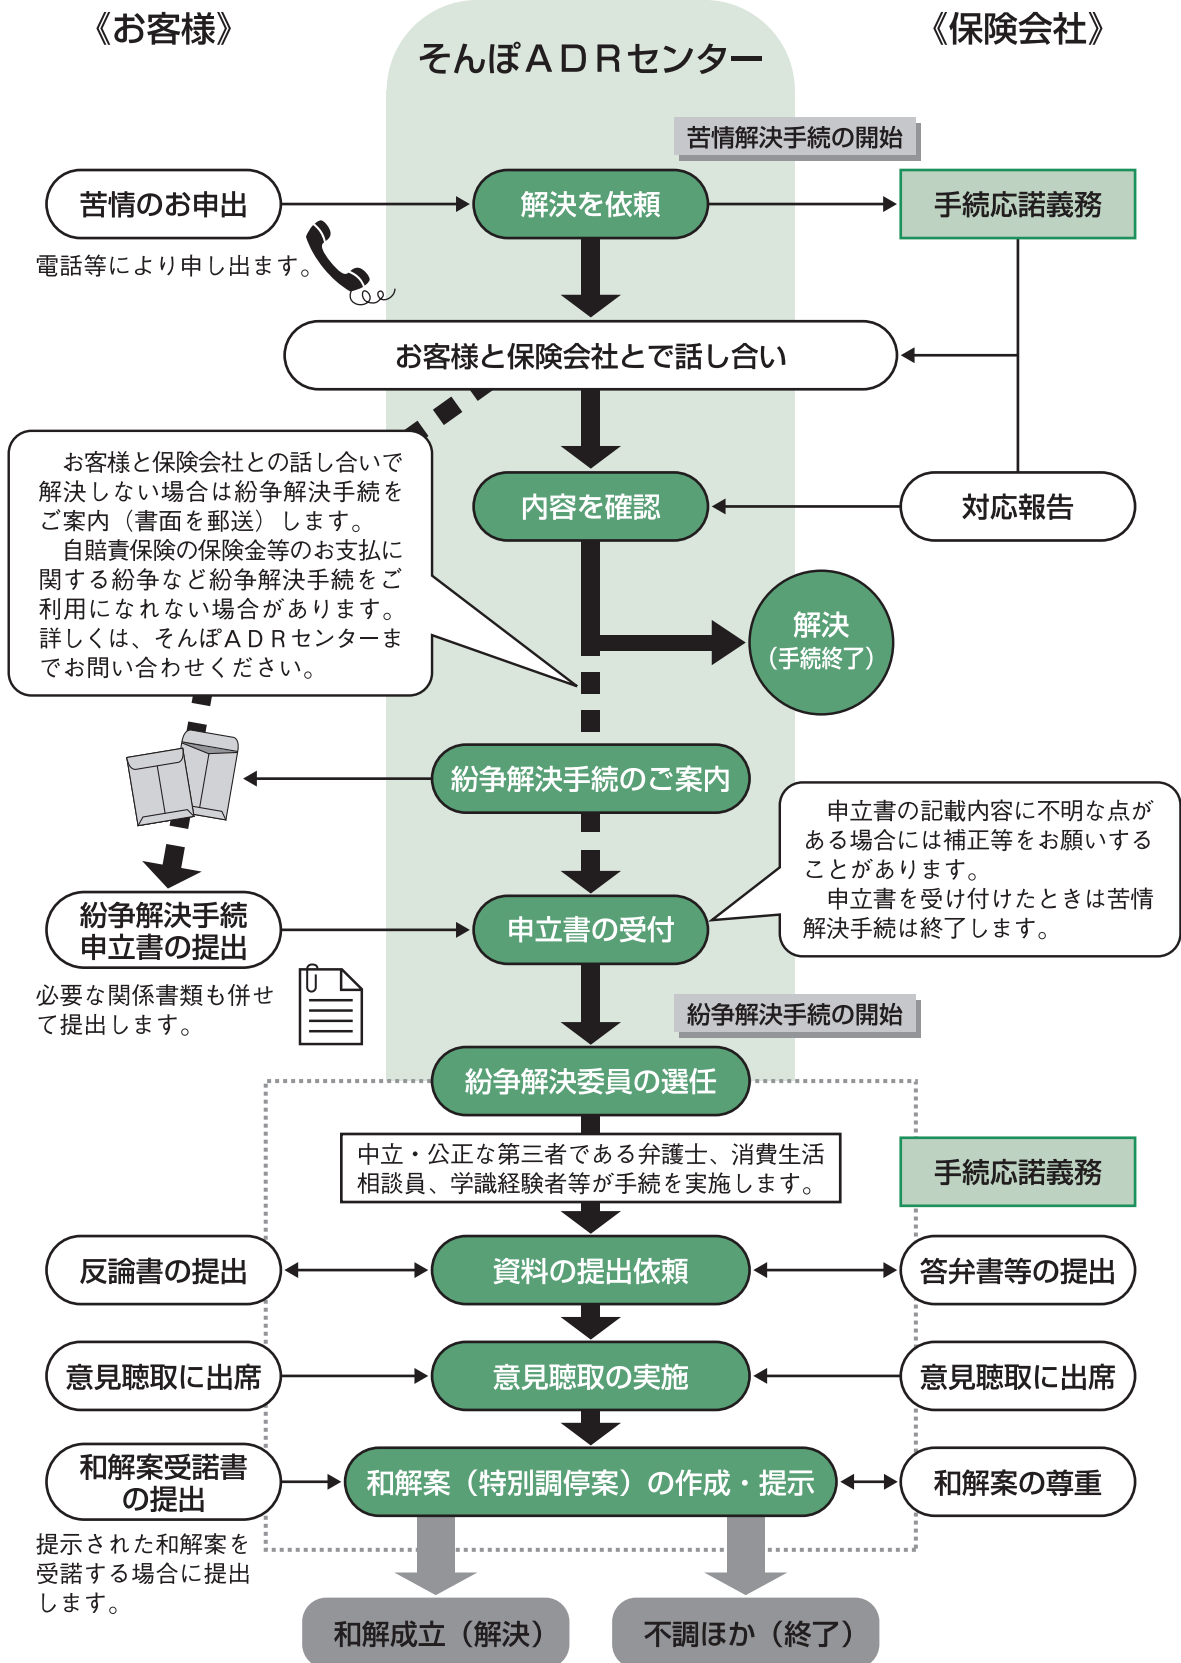 《お客様》
そんぽＡＤＲセンター
《保険会社》
苦情解決手続の開始
苦情のお申出
解決を依頼
手続応諾義務
電話等により申し出ます。
お客様と保険会社とで話し合い
お客様と保険会社との話し合いで
解決しない場合は紛争解決手続を
ご案内（書面を郵送）します。
自賠責保険の保険金等のお支払に
関する紛争など紛争解決手続をご
利用になれない場合があります。
詳しくは、そんぽＡＤＲセンターま
でお問い合わせください。
内容を確認
対応報告
解決
（手続終了）
紛争解決手続のご案内
申立書の記載内容に不明な点が
ある場合には補正等をお願いする
ことがあります。
申立書を受け付けたときは苦情
解決手続は終了します。
紛争解決手続
申立書の提出
申立書の受付
必要な関係書類も併せ
て提出します。
紛争解決手続の開始
紛争解決委員の選任
中立・公正な第三者である弁護士、消費生活
相談員、学識経験者等が手続を実施します。
手続応諾義務
反論書の提出
資料の提出依頼
答弁書等の提出
意見聴取に出席
意見聴取の実施
意見聴取に出席
和解案受諾書
の提出
和解案（特別調停案）の作成・提示
和解案の尊重
提示された和解案を
受諾する場合に提出
します。
和解成立（解決）
不調ほか（終了）